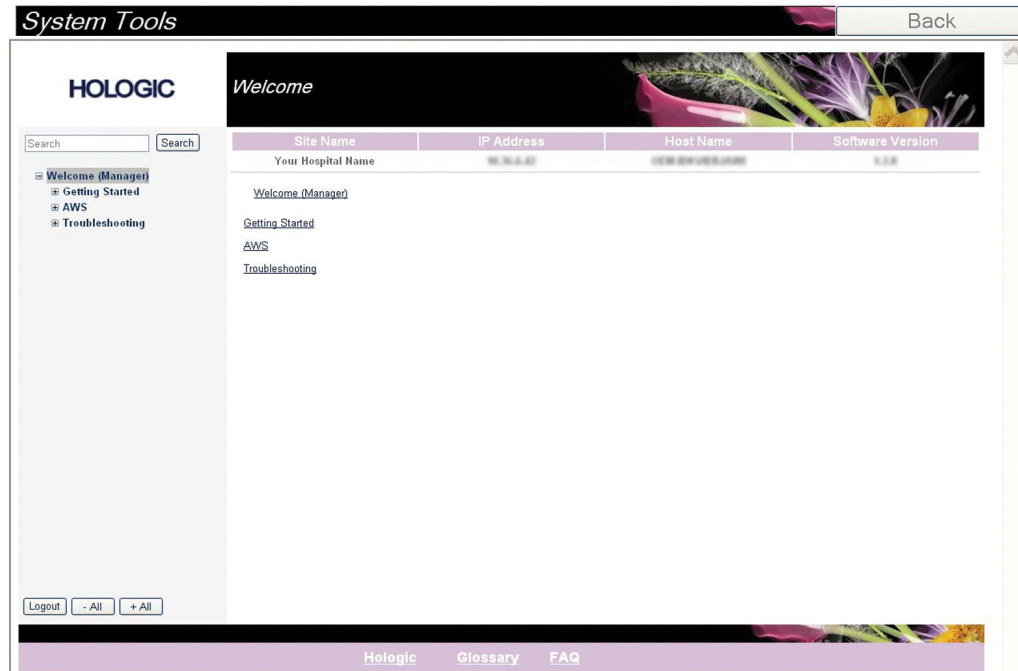 System Tools
Back
HOLOGIC
Welcome
Search
Search
Site Name IP Address Host Name Software Version
Your Hospital Name
Welcome (Manager)
Getting Started
AWS
Troubleshooting
Welcome (Manager)
Getting Started
AWS
Troubleshooting
Logout - All + All
Hologic Glossary FAQ